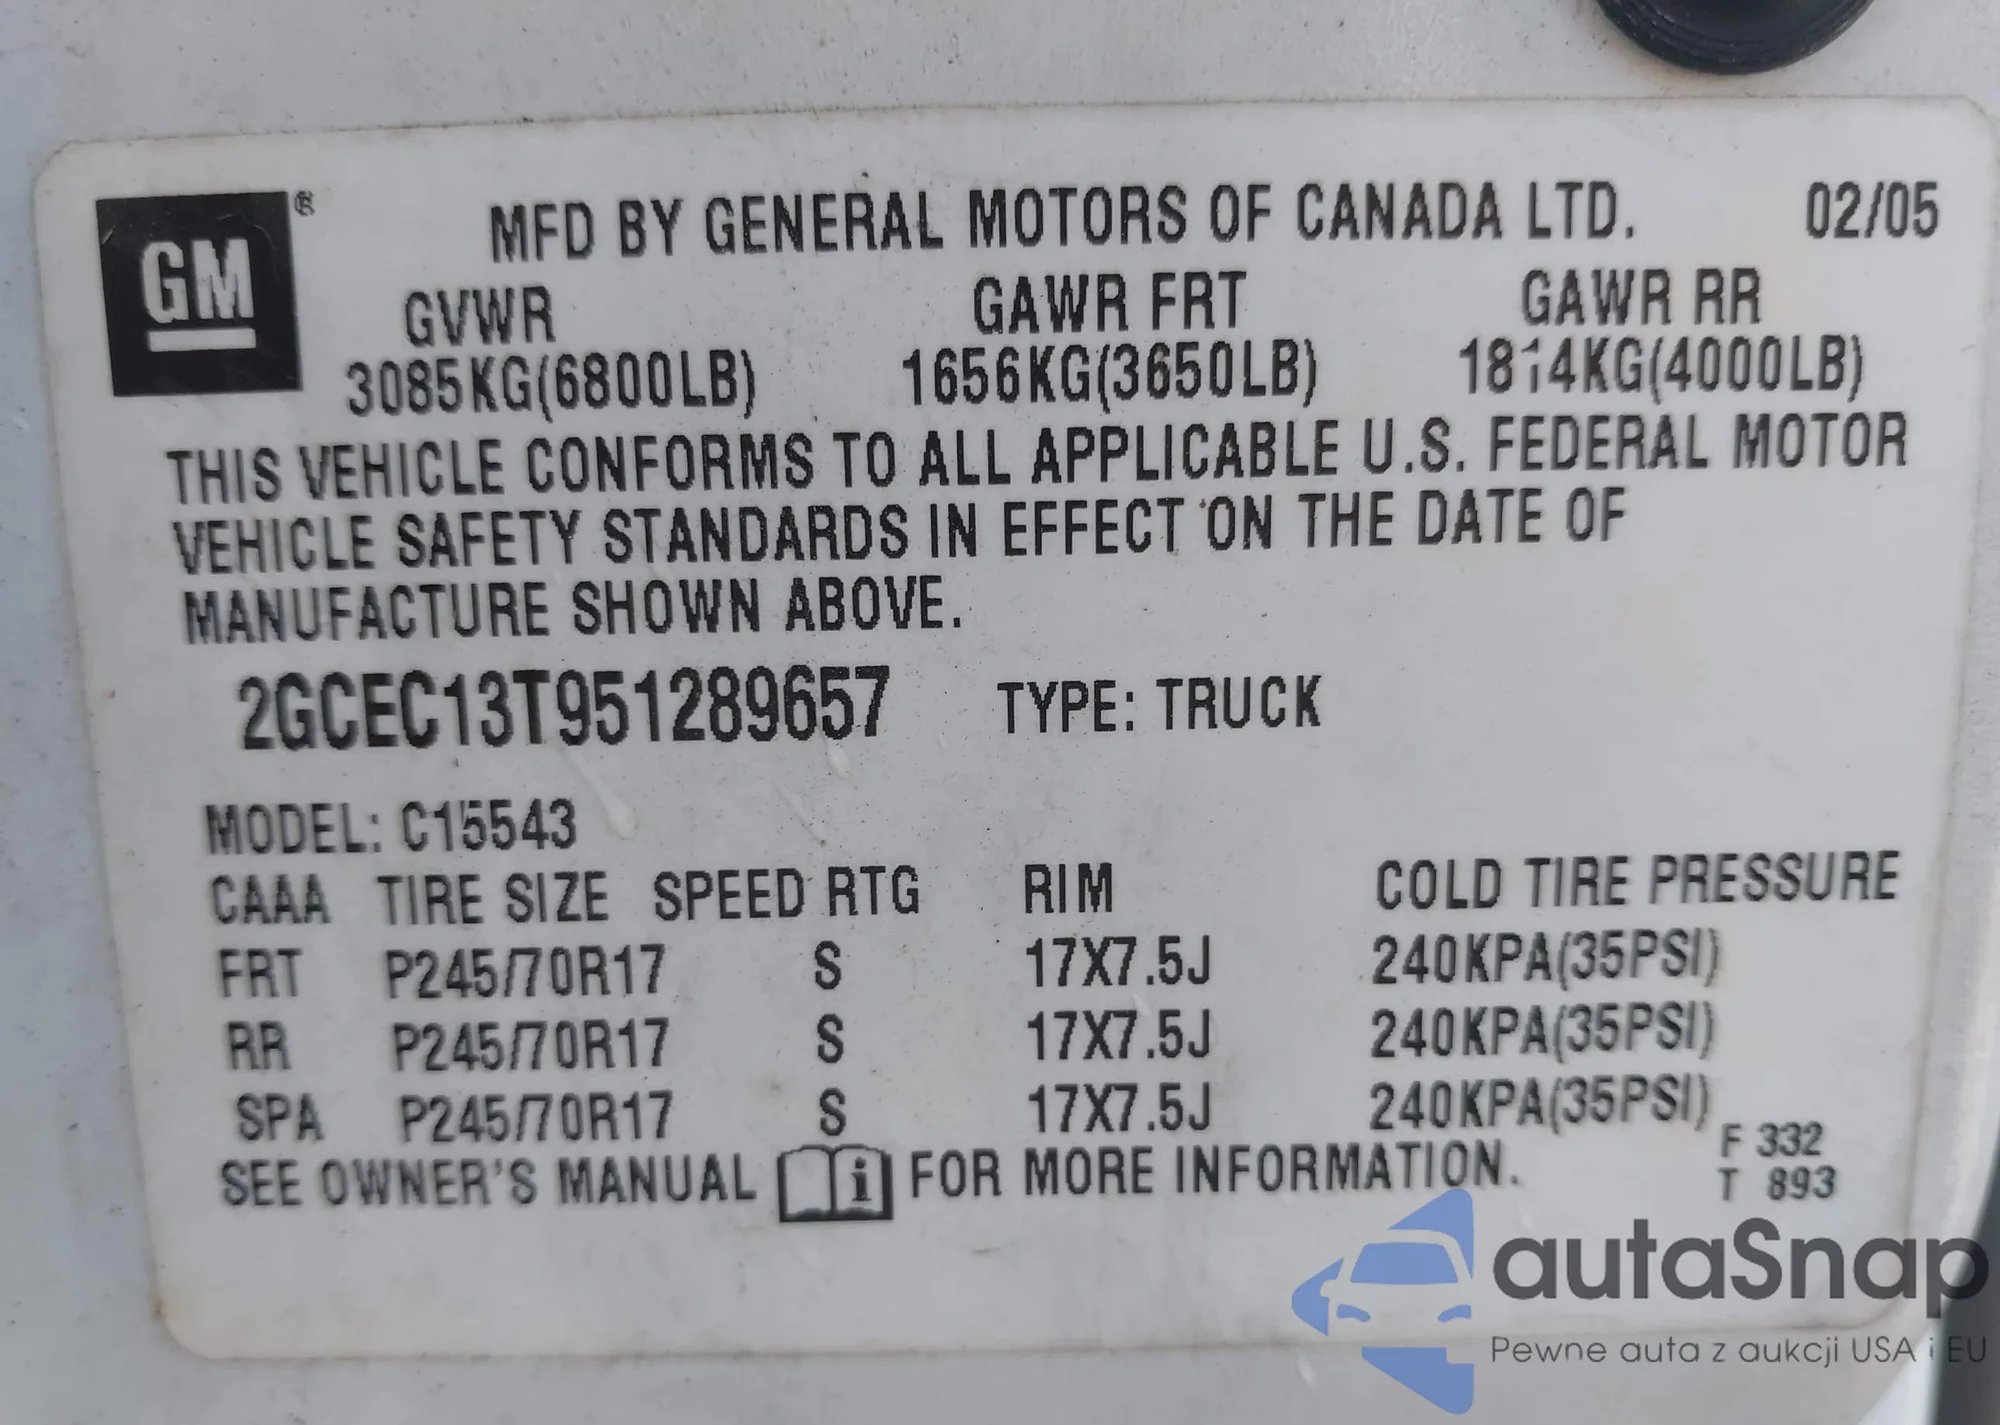 GM ®
MFD BY GENERAL MOTORS OF CANADA LTD. 02/05
GVWR GAWR FRT GAWR RR
3085KG(6800LB) 1656KG(3650LB) 1814KG(4000LB)
THIS VEHICLE CONFORMS TO ALL APPLICABLE U.S. FEDERAL MOTOR
VEHICLE SAFETY STANDARDS IN EFFECT ON THE DATE OF
MANUFACTURE SHOWN ABOVE.
2GCEC13T951289657 TYPE: TRUCK
MODEL: C15543
CAAA TIRE SIZE SPEED RTG RIM COLD TIRE PRESSURE
FRT P245/70R17 S 17X7.5J 240KPA(35PSI)
RR P245/70R17 S 17X7.5J 240KPA(35PSI)
SPA P245/70R17 S 17X7.5J 240KPA(35PSI)
SEE OWNER'S MANUAL i FOR MORE INFORMATION.
F 332
T 893
autaSnap
Pewne auta z aukcji USA i EU